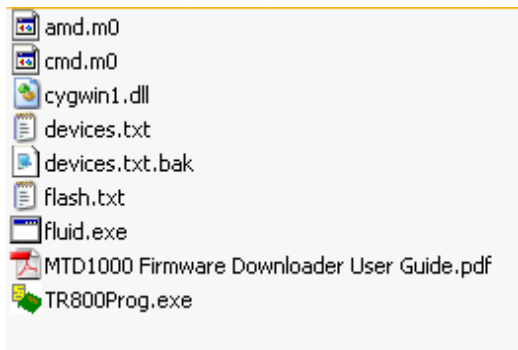 amd.m0
cmd.m0
cygwin1.dll
devices.txt
devices.txt.bak
flash.txt
fluid.exe
MTD1000 Firmware Downloader User Guide.pdf
TR800Prog.exe